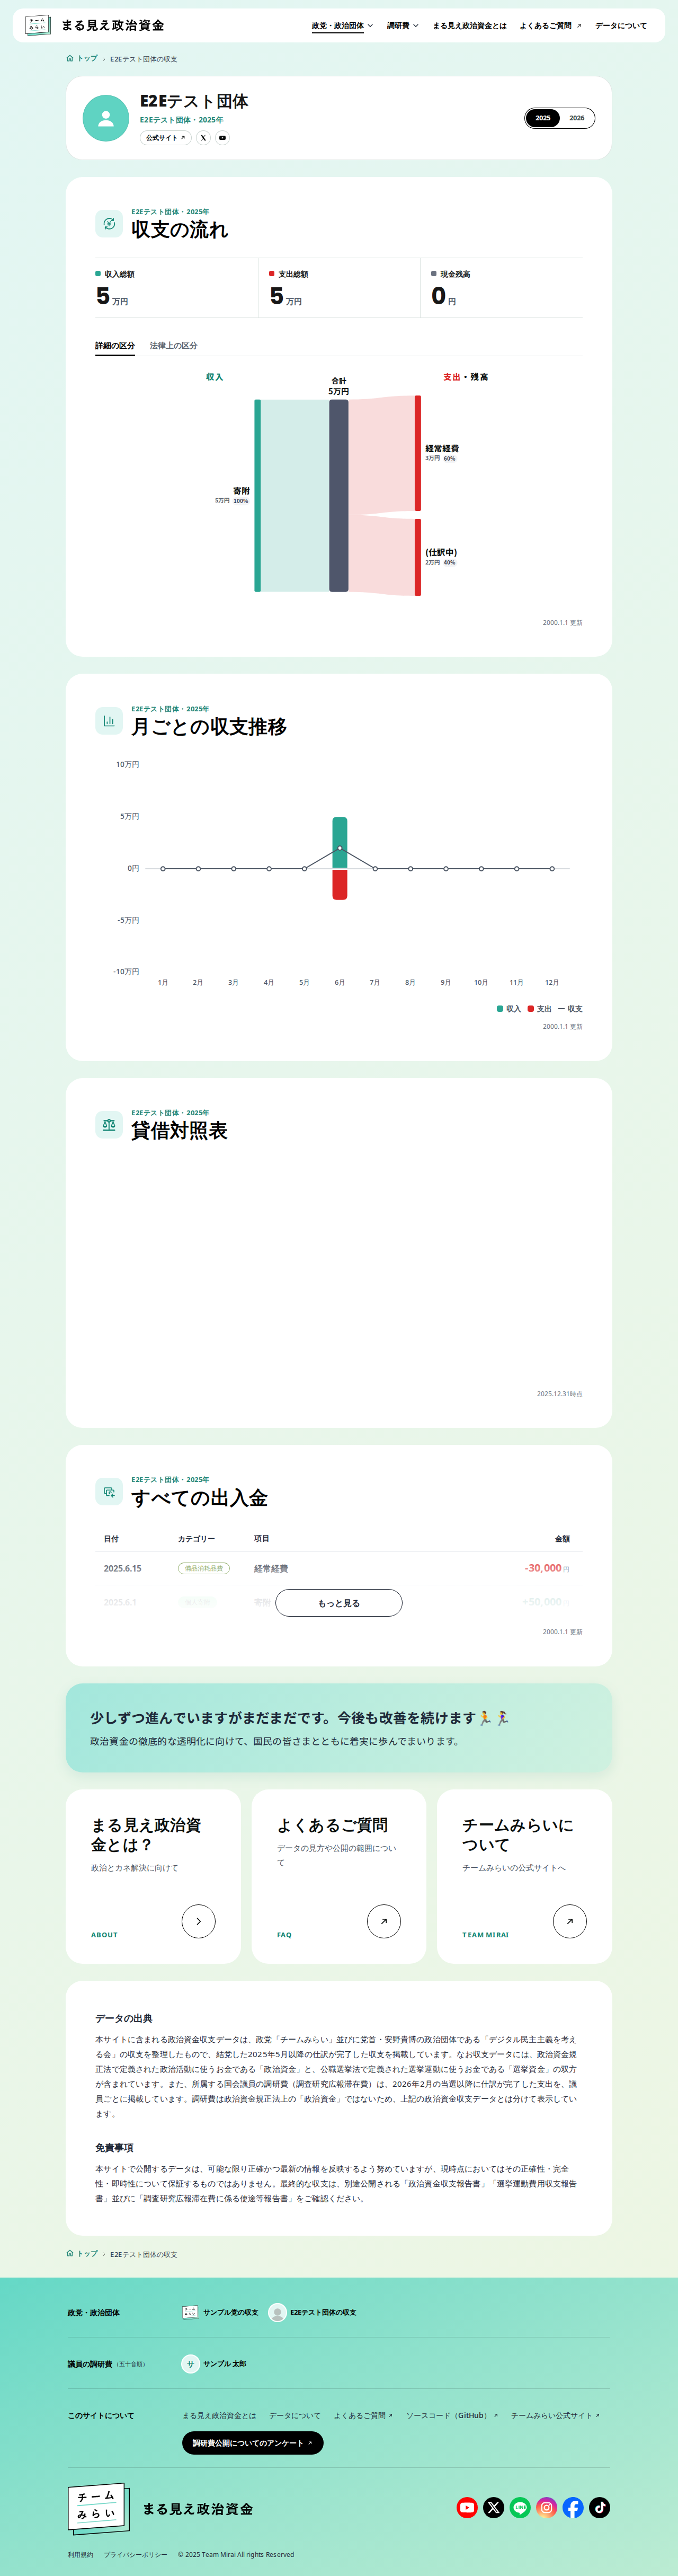 チーム
みらい
まる見え政治資金
政党・政治団体
調研費
まる見え政治資金とは
よくあるご質問
データについて
トップ
E2Eテスト団体の収支
E2Eテスト団体
E2Eテスト団体・2025年
公式サイト
2025
2026
E2Eテスト団体・2025年
収支の流れ
収入総額
5万円
支出総額
5万円
現金残高
0円
詳細の区分
法律上の区分
収入
合計
5万円
支出・残高
寄附
5万円 100%
経常経費
3万円 60%
(仕訳中)
2万円 40%
2000.1.1 更新
E2Eテスト団体・2025年
月ごとの収支推移
10万円
5万円
0円
-5万円
-10万円
1月 2月 3月 4月 5月 6月 7月 8月 9月 10月 11月 12月
収入 支出 収支
2000.1.1 更新
E2Eテスト団体・2025年
貸借対照表
2025.12.31時点
E2Eテスト団体・2025年
すべての出入金
日付 カテゴリー 項目 金額
2025.6.15 備品消耗品費 経常経費 -30,000円
2025.6.1 寄附 +50,000円
もっと見る
2000.1.1 更新
少しずつ進んでいますがまだまだです。今後も改善を続けます🏃🏃‍♀️
政治資金の徹底的な透明化に向けて、国民の皆さまとともに着実に歩んでまいります。
まる見え政治資
金とは？
政治とカネ解決に向けて
ABOUT
よくあるご質問
データの見方や公開の範囲につい
て
FAQ
チームみらいに
ついて
チームみらいの公式サイトへ
TEAM MIRAI
データの出典
本サイトに含まれる政治資金収支データは、政党「チームみらい」並びに党首・安野貴博の政治団体である「デジタル民主主義を考え
る会」の収支を整理したもので、結党した2025年5月以降の仕訳が完了した収支を掲載しています。なお収支データには、政治資金規
正法で定義された政治活動に使うお金である「政治資金」と、公職選挙法で定義された選挙運動に使うお金である「選挙資金」の双方
が含まれています。また、所属する国会議員の調研費（調査研究広報滞在費）は、2026年2月の当選以降に仕訳が完了した支出を、議
員ごとに掲載しています。調研費は政治資金規正法上の「政治資金」ではないため、上記の政治資金収支データとは分けて表示してい
ます。
免責事項
本サイトで公開するデータは、可能な限り正確かつ最新の情報を反映するよう努めていますが、現時点においてはその正確性・完全
性・即時性について保証するものではありません。最終的な収支は、別途公開される「政治資金収支報告書」「選挙運動費用収支報告
書」並びに「調査研究広報滞在費に係る使途等報告書」をご確認ください。
トップ
E2Eテスト団体の収支
政党・政治団体
サンプル党の収支
E2Eテスト団体の収支
議員の調研費（五十音順）
サ
サンプル 太郎
このサイトについて
まる見え政治資金とは
データについて
よくあるご質問
ソースコード（GitHub）
チームみらい公式サイト
調研費公開についてのアンケート
チーム
みらい
まる見え政治資金
LINE
利用規約
プライバシーポリシー
© 2025 Team Mirai All rights Reserved